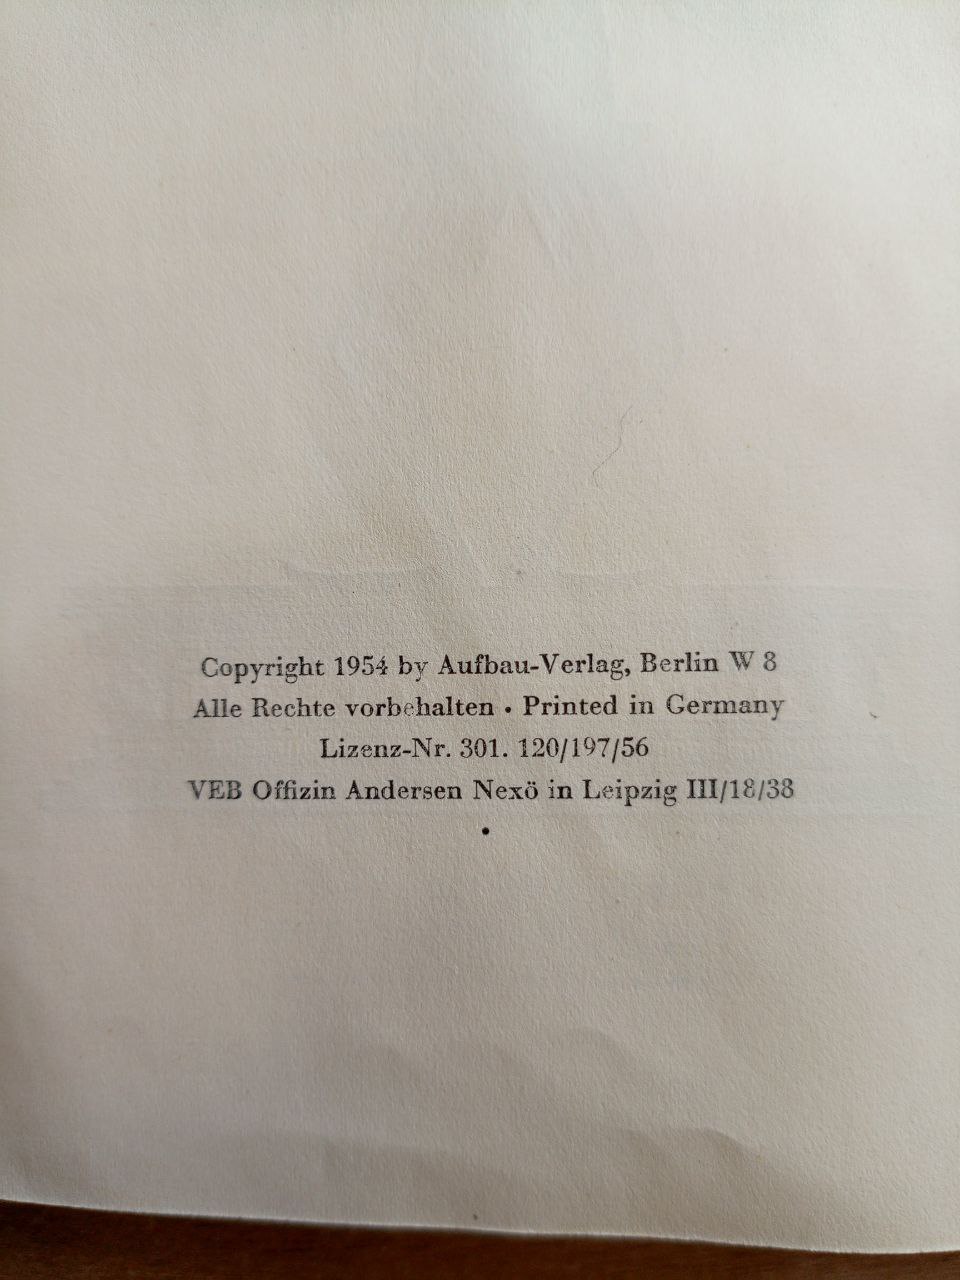 Copyright 1954 by Aufbau-Verlag, Berlin W 8
Alle Rechte vorbehalten • Printed in Germany
Lizenz-Nr. 301. 120/197/56
VEB Offizin Andersen Nexö in Leipzig III/18/38